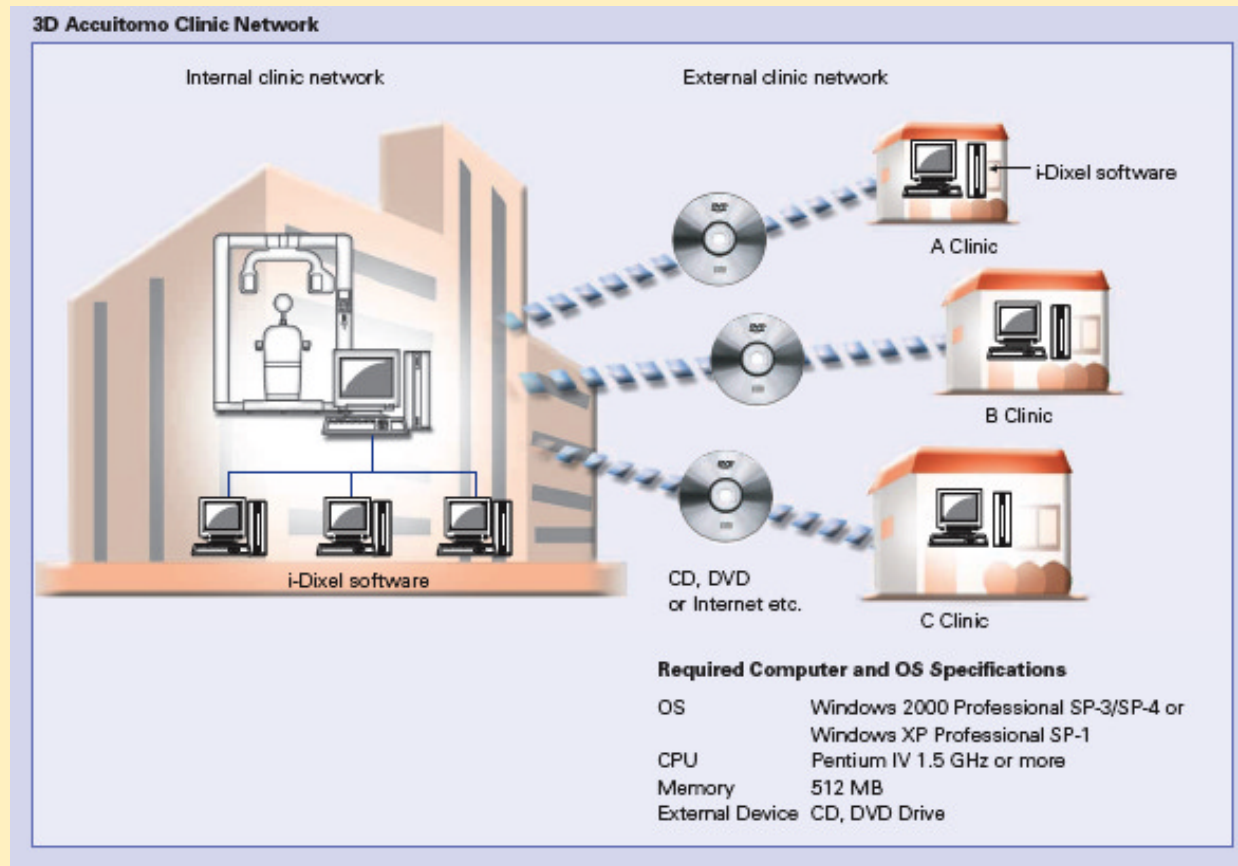 3D Accuitomo Clinic Network
Internal clinic network
External clinic network
i-Dixel software
A Clinic
B Clinic
i-Dixel software
CD, DVD
or Internet etc.
C Clinic
Required Computer and OS Specifications
OS Windows 2000 Professional SP-3/SP-4 or
Windows XP Professional SP-1
CPU Pentium IV 1.5 GHz or more
Memory 512 MB
External Device CD, DVD Drive